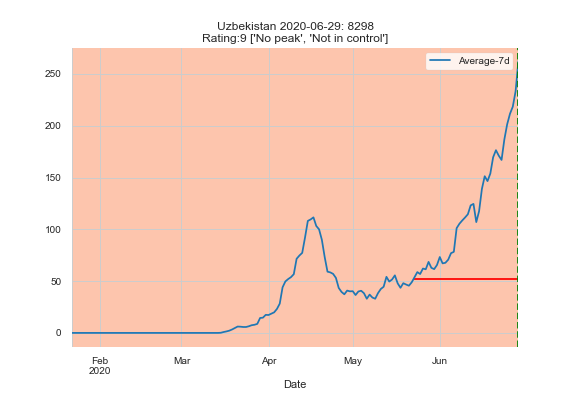 Uzbekistan 2020-06-29: 8298
Rating:9 ['No peak', 'Not in control']
Average-7d
250
200
150
100
50
0
Feb
2020
Mar
Apr
May
Jun
Date